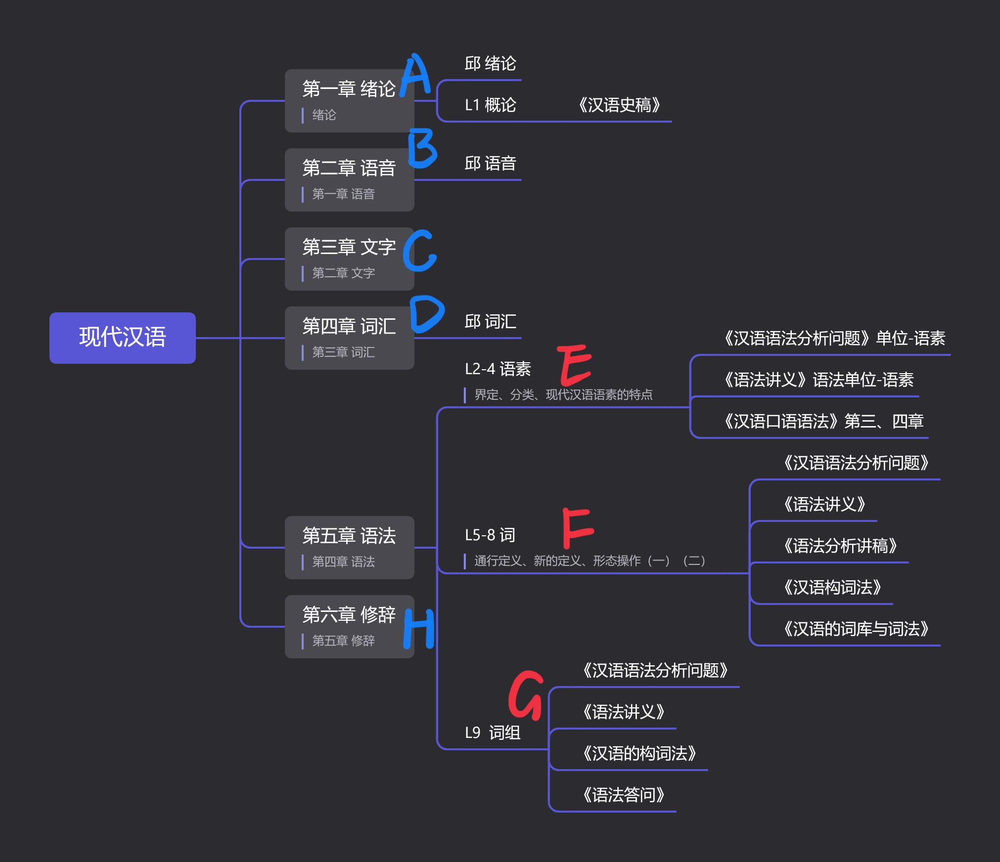 现代汉语
第一章 绪论
绪论
A
邱 绪论
L1 概论
《汉语史稿》
第二章 语音
第一章 语音
B
邱 语音
第三章 文字
第二章 文字
C
第四章 词汇
第三章 词汇
D
邱 词汇
第五章 语法
第四章 语法
L2-4 语素
界定、分类、现代汉语语素的特点
E
《汉语语法分析问题》单位-语素
《语法讲义》语法单位-语素
《汉语口语语法》第三、四章
L5-8 词
通行定义、新的定义、形态操作（一）（二）
F
《汉语语法分析问题》
《语法讲义》
《语法分析讲稿》
《汉语构词法》
《汉语的词库与词法》
L9 词组
G
《汉语语法分析问题》
《语法讲义》
《汉语的构词法》
《语法答问》
第六章 修辞
第五章 修辞
H